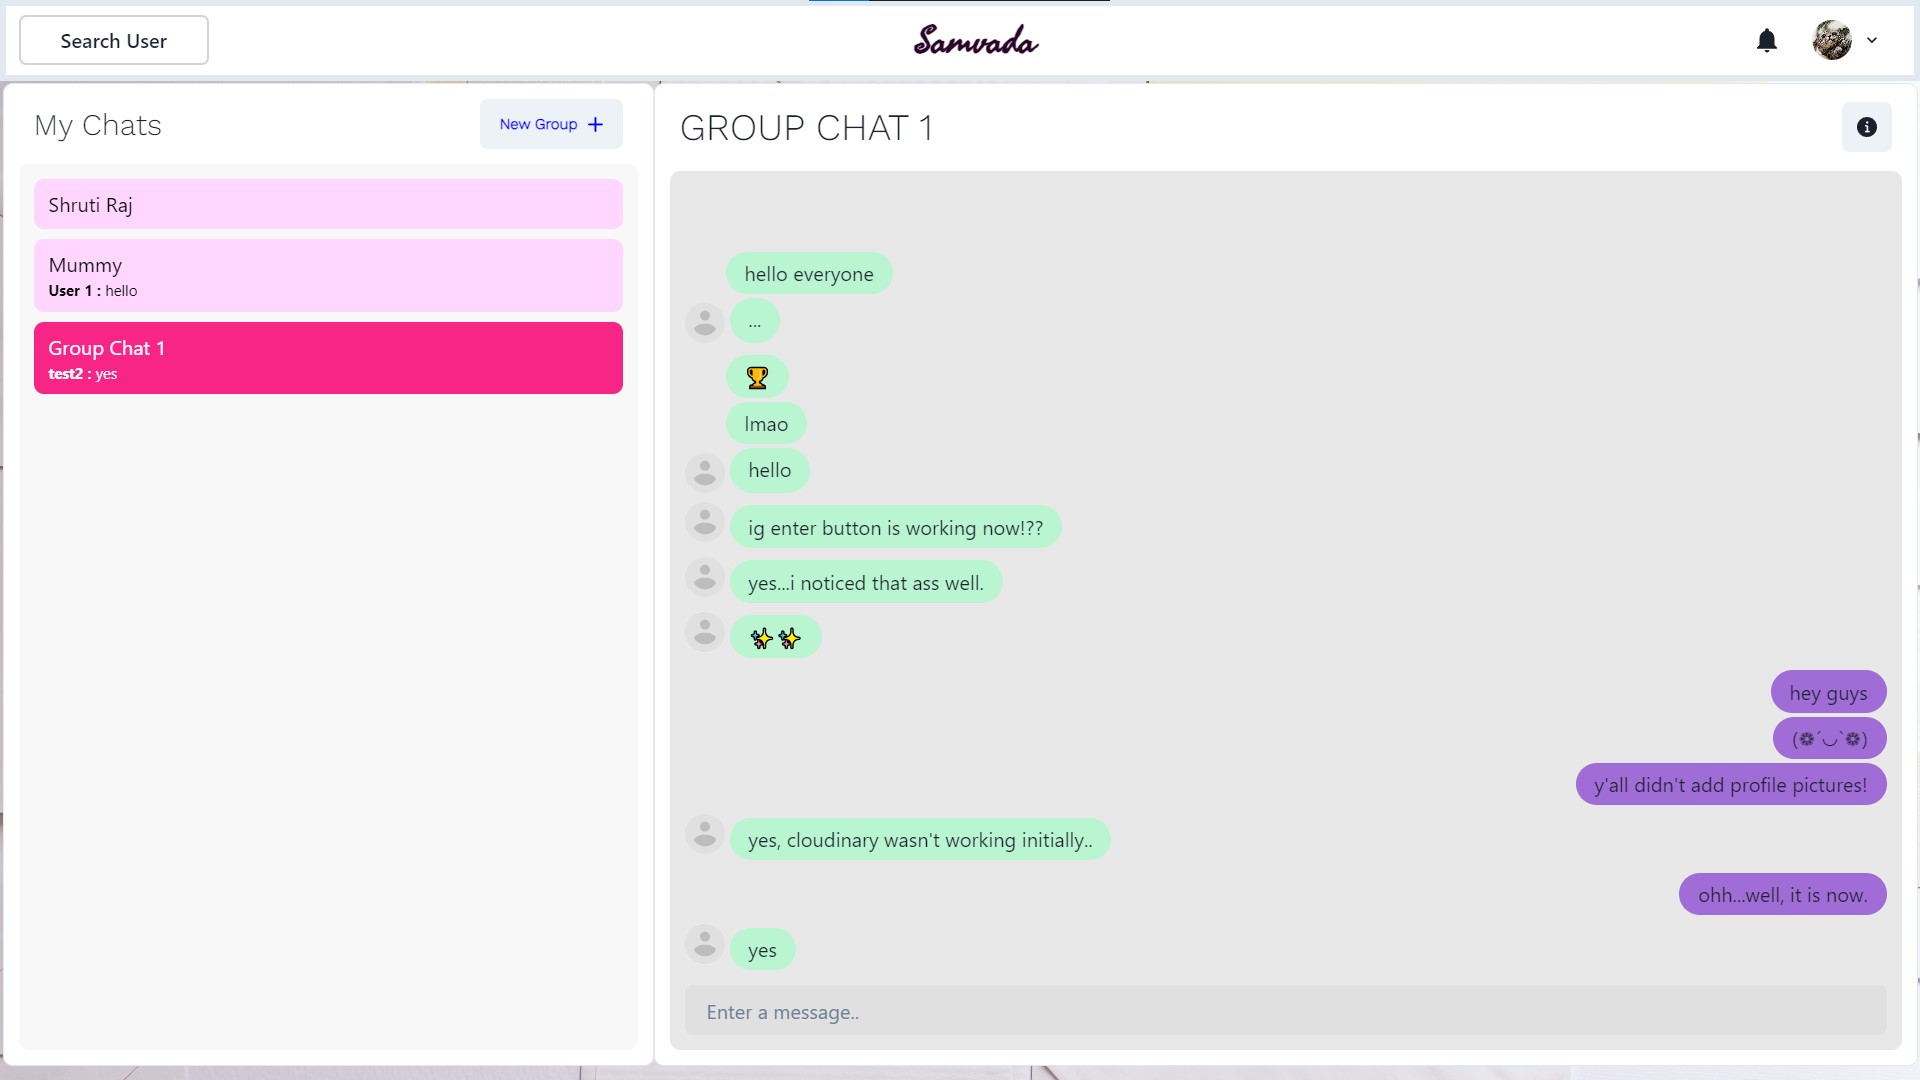 Search User
Samvada
My Chats
New Group +
Shruti Raj
Mummy
User 1 : hello
Group Chat 1
test2 : yes
GROUP CHAT 1
hello everyone
...
🏆
lmao
hello
ig enter button is working now!??
yes...i noticed that ass well.
✨✨
hey guys
(❁´◡`❁)
y'all didn't add profile pictures!
yes, cloudinary wasn't working initially..
ohh...well, it is now.
yes
Enter a message..